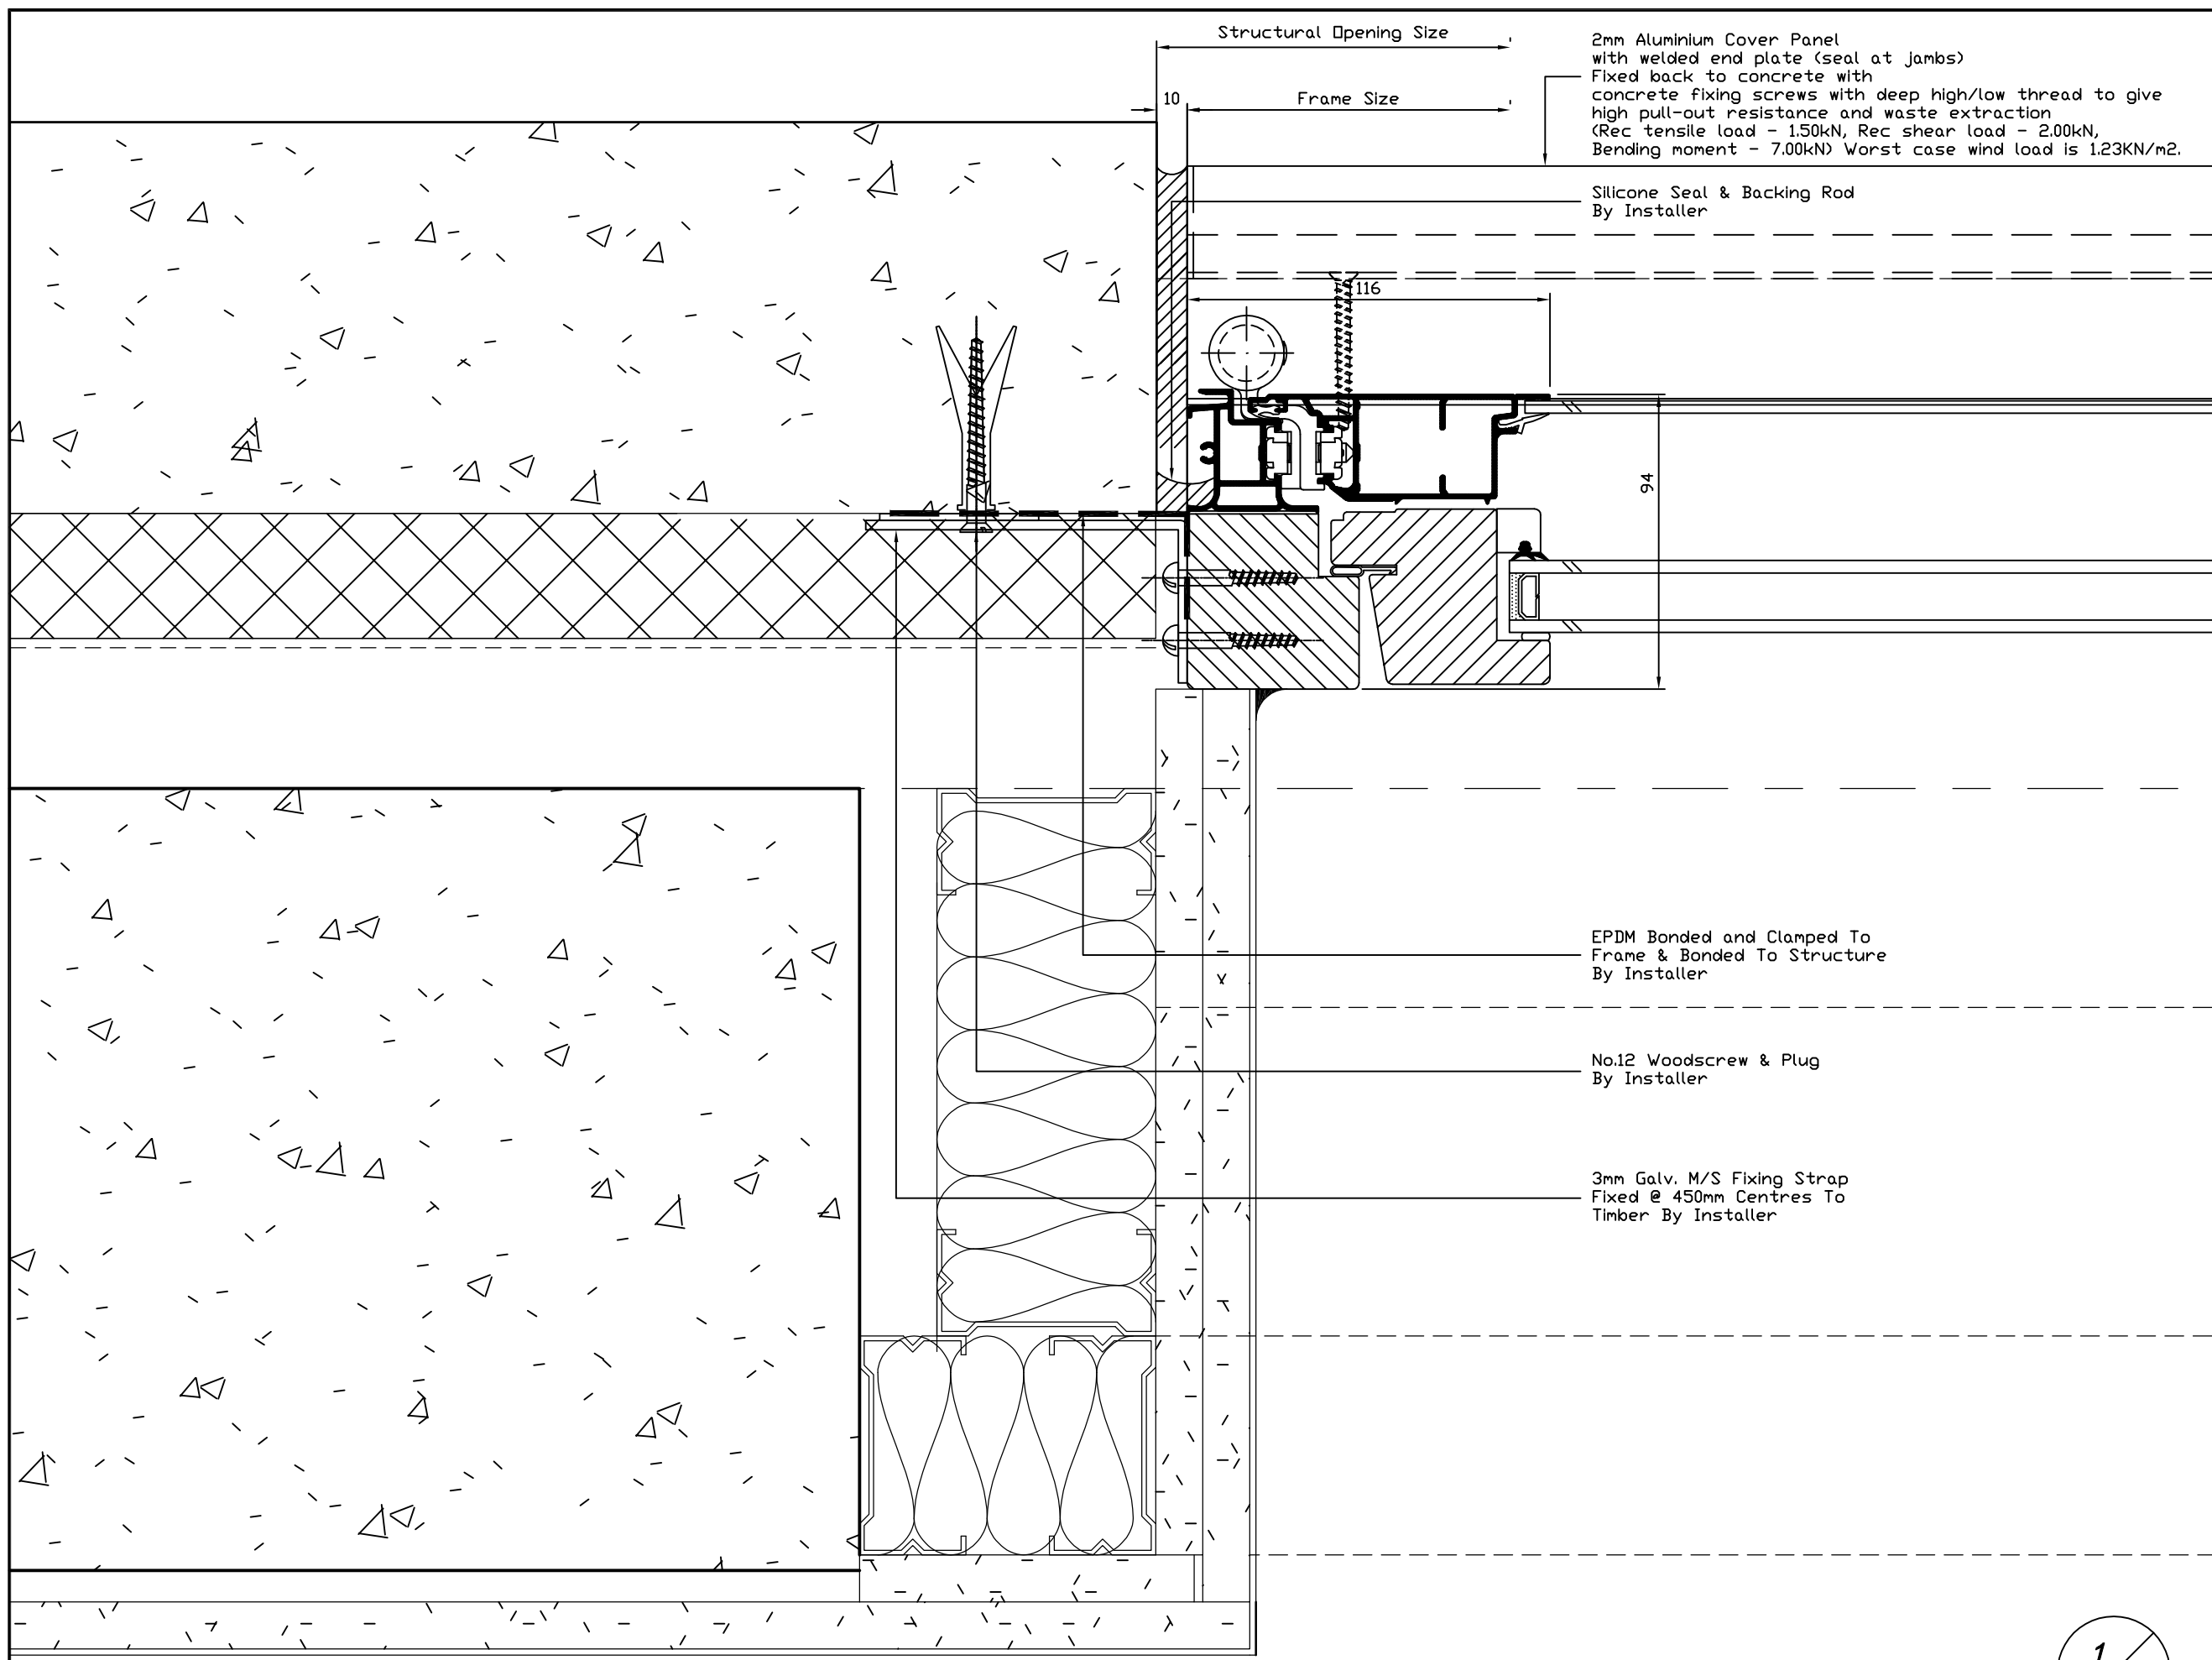 Structural Opening Size
10
Frame Size
2mm Aluminium Cover Panel
with welded end plate (seal at jambs)
Fixed back to concrete with
concrete fixing screws with deep high/low thread to give
high pull-out resistance and waste extraction
(Rec tensile load - 1.50kN, Rec shear load - 2.00kN,
Bending moment - 7.00kN) Worst case wind load is 1.23KN/m2.
Silicone Seal & Backing Rod
By Installer
116
94
EPDM Bonded and Clamped To
Frame & Bonded To Structure
By Installer
No.12 Woodscrew & Plug
By Installer
3mm Galv. M/S Fixing Strap
Fixed @ 450mm Centres To
Timber By Installer
1